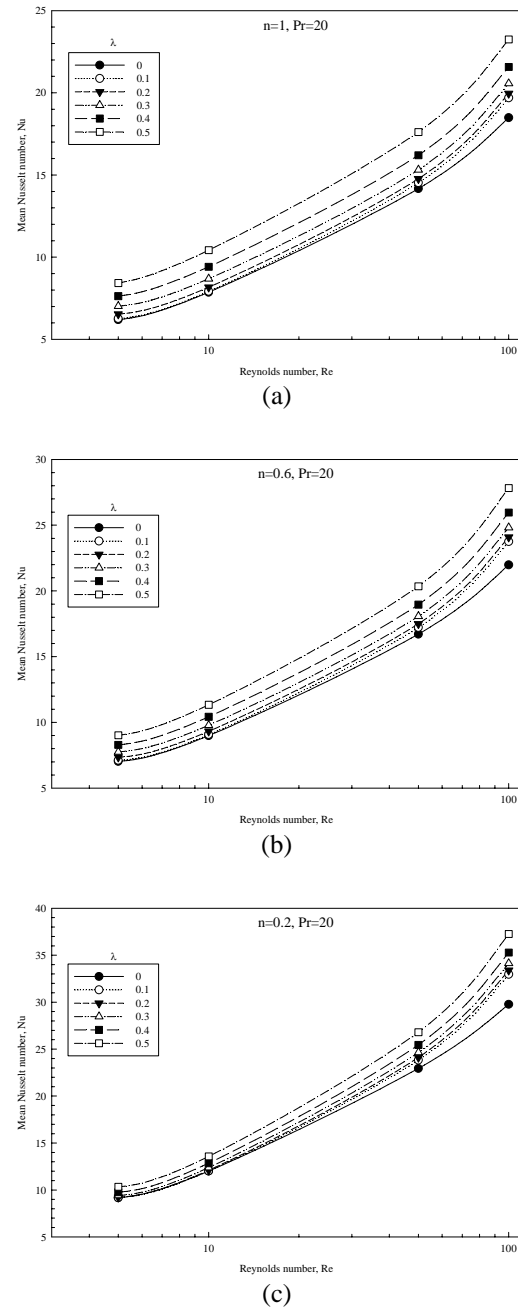 n=1, Pr=20
λ
0
0.1
0.2
0.3
0.4
0.5
Mean Nusselt number, Nu
25
20
15
10
5
10
100
Reynolds number, Re
(a)
n=0.6, Pr=20
λ
0
0.1
0.2
0.3
0.4
0.5
Mean Nusselt number, Nu
30
25
20
15
10
5
10
100
Reynolds number, Re
(b)
n=0.2, Pr=20
λ
0
0.1
0.2
0.3
0.4
0.5
Mean Nusselt number, Nu
40
35
30
25
20
15
10
5
10
100
Reynolds number, Re
(c)